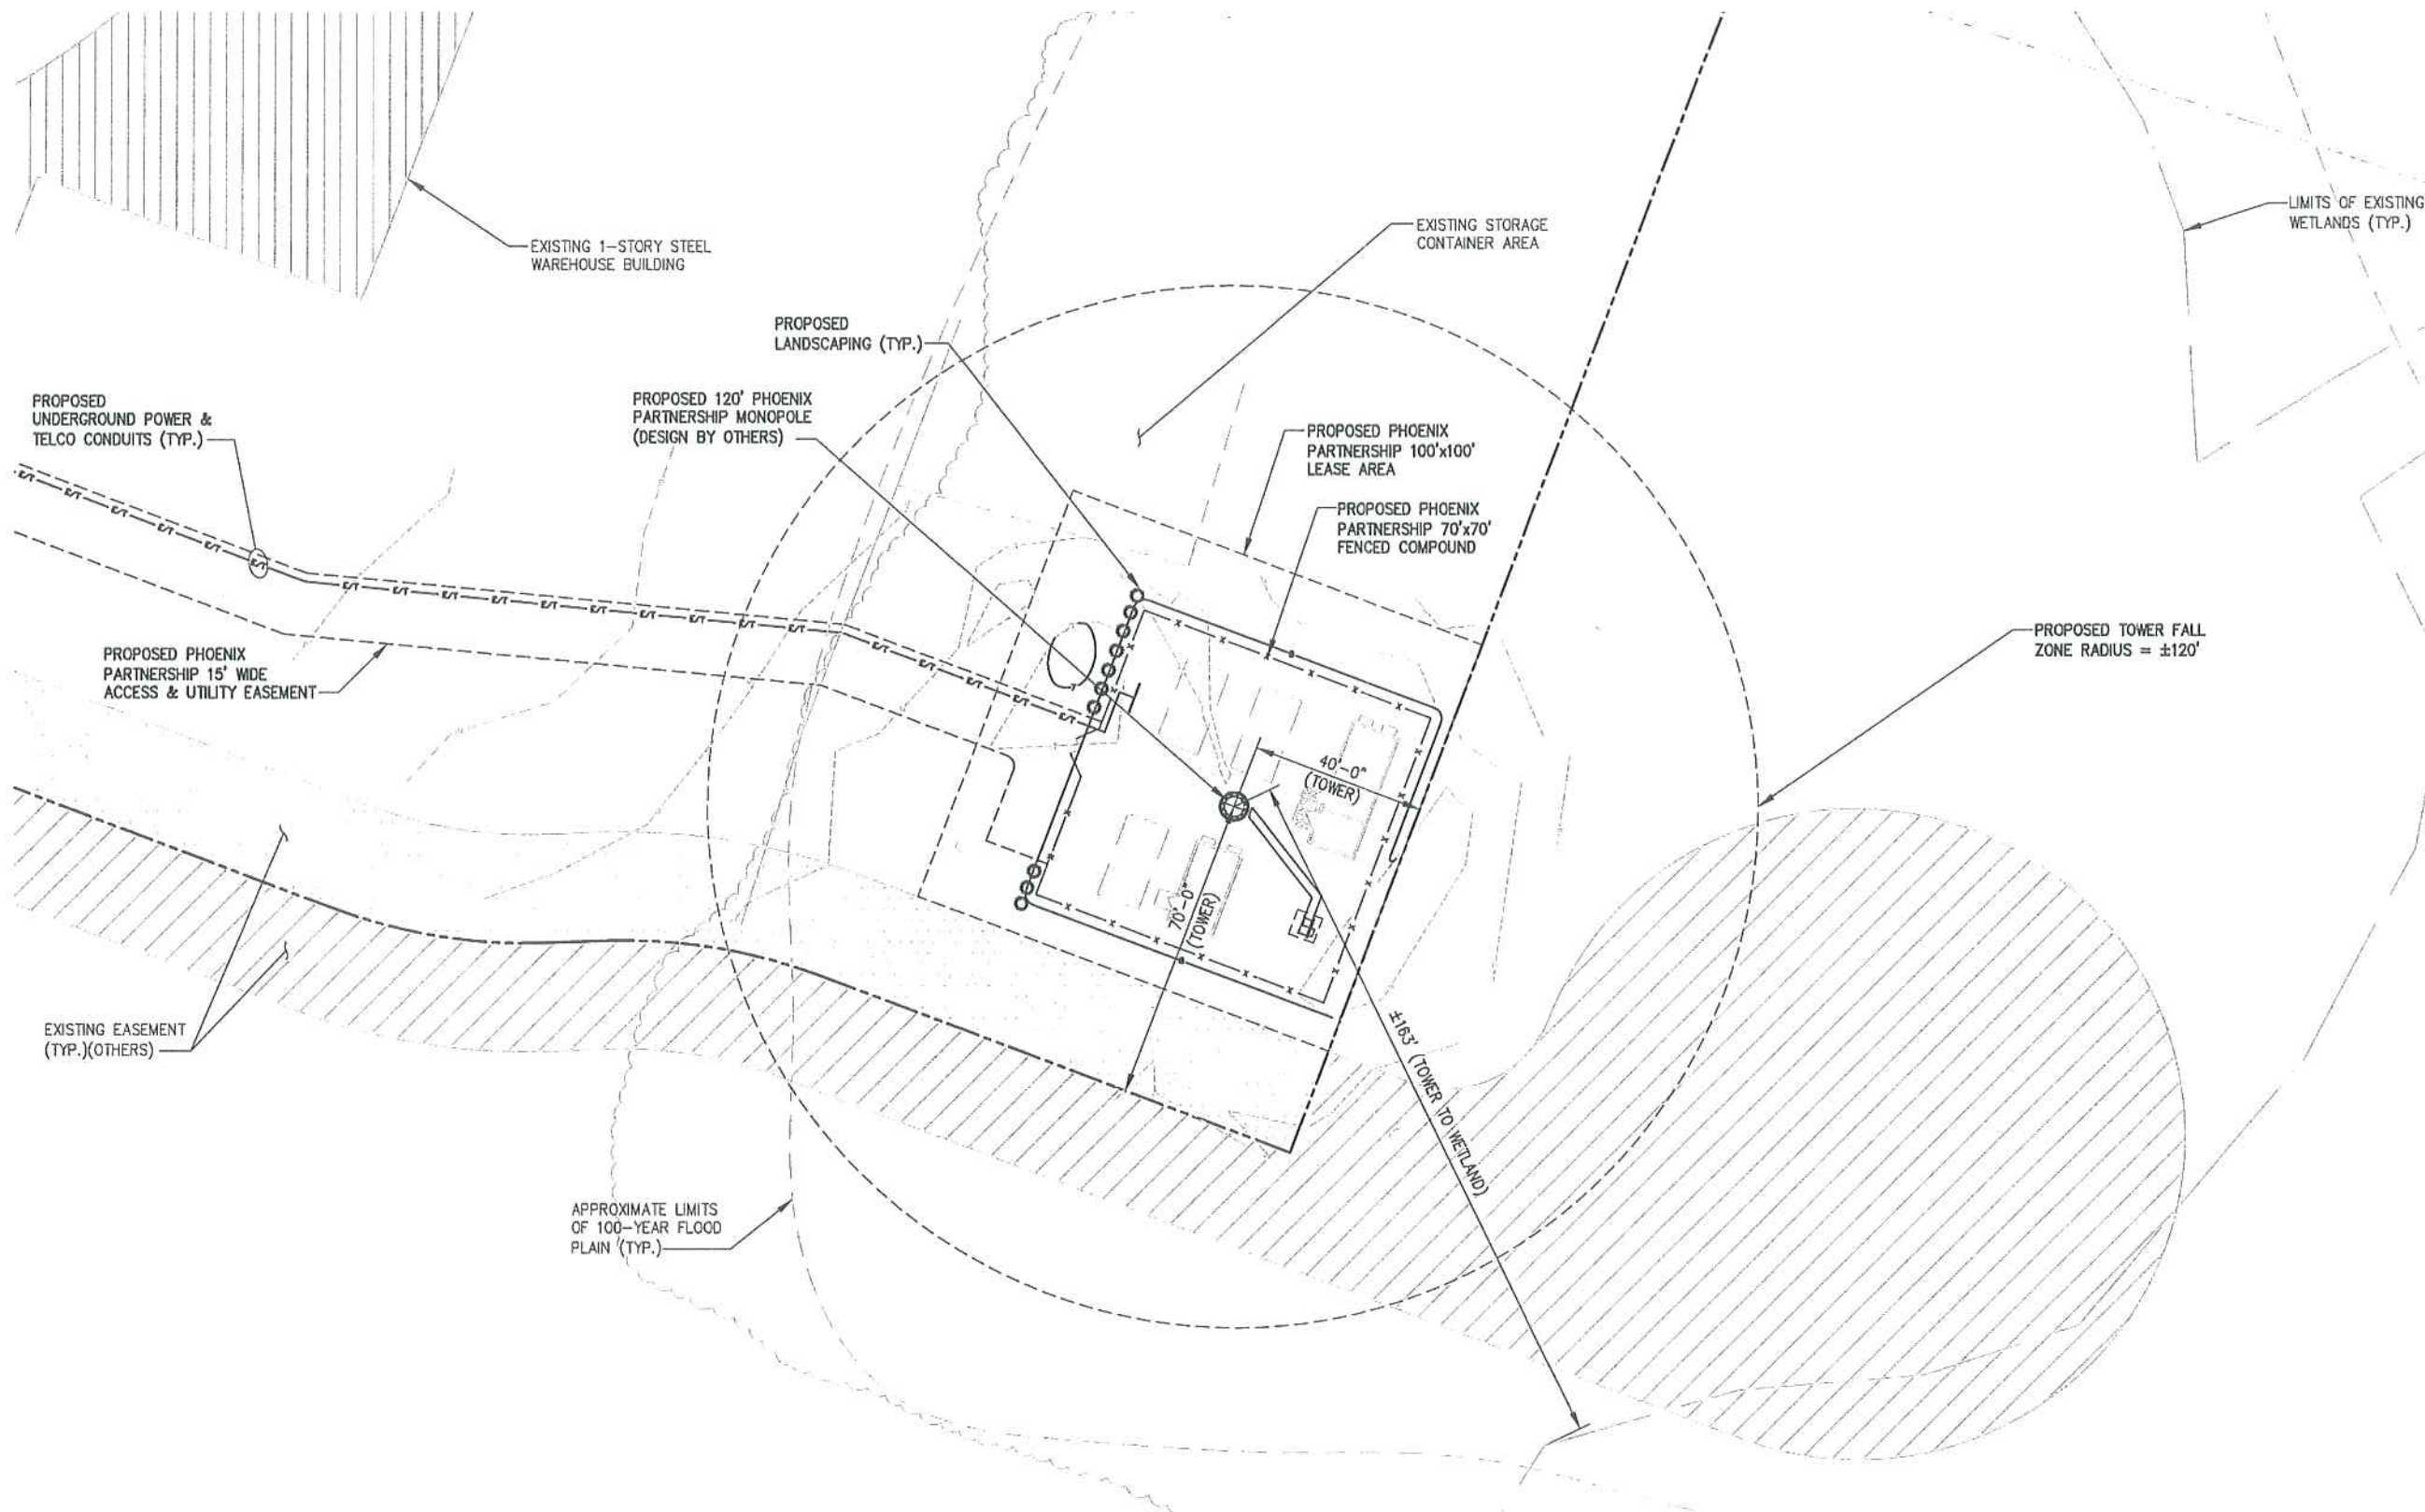 EXISTING 1-STORY STEEL
WAREHOUSE BUILDING
EXISTING STORAGE
CONTAINER AREA
LIMITS OF EXISTING
WETLANDS (TYP.)
PROPOSED
LANDSCAPING (TYP.)
PROPOSED
UNDERGROUND POWER &
TELCO CONDUITS (TYP.)
PROPOSED 120' PHOENIX
PARTNERSHIP MONOPOLE
(DESIGN BY OTHERS)
PROPOSED PHOENIX
PARTNERSHIP 100'x100'
LEASE AREA
PROPOSED PHOENIX
PARTNERSHIP 70'x70'
FENCED COMPOUND
PROPOSED TOWER FALL
ZONE RADIUS = ±120'
PROPOSED PHOENIX
PARTNERSHIP 15' WIDE
ACCESS & UTILITY EASEMENT
40'-0"
(TOWER)
70'-0"
(TOWER)
±163' (TOWER TO WETLAND)
EXISTING EASEMENT
(TYP.)(OTHERS)
APPROXIMATE LIMITS
OF 100-YEAR FLOOD
PLAIN (TYP.)